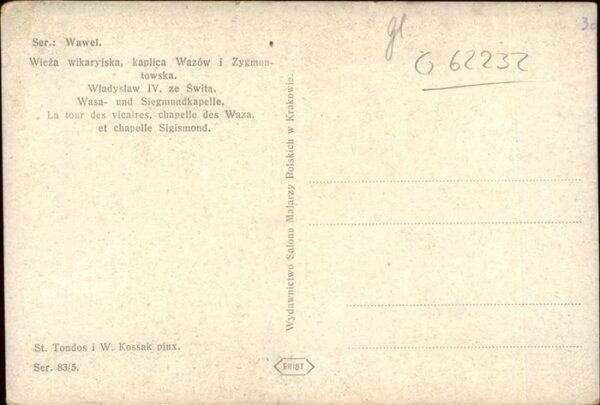 Ser.: Wawel.
Wieża wikaryjska, kaplica Wazów i Zygmun-
towska.
Władysław IV. ze Świtą.
Wasa- und Siegmundkapelle.
La tour des vicaires, chapelle des Waza,
et chapelle Sigismond.
St. Tondos i W. Kossak pinx.
Ser. 83/5.
Wydawnictwo Salonu Malarzy Polskich w Krakowie.
gl
G 62232